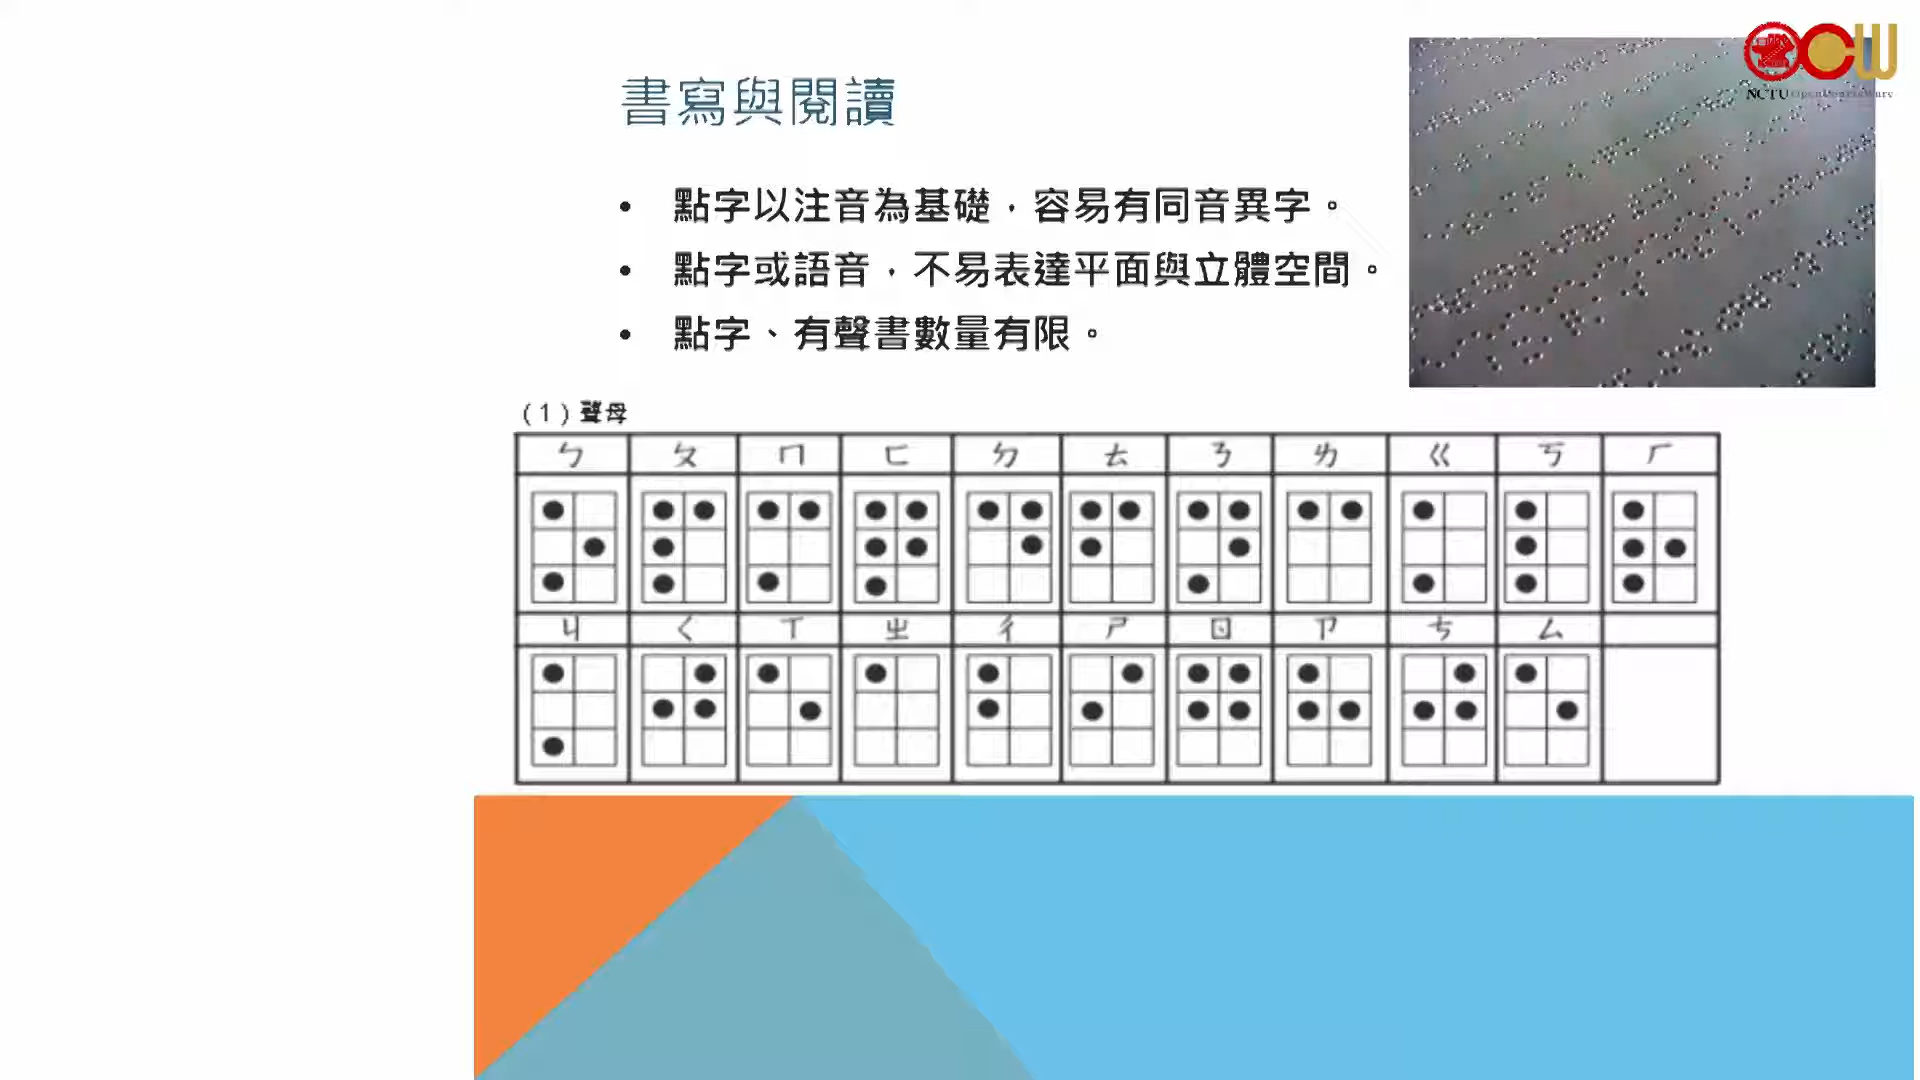 書寫與閱讀
• 點字以注音為基礎，容易有同音異字。
• 點字或語音，不易表達平面與立體空間。
• 點字、有聲書數量有限。
(1)聲母
ㄅ ㄆ ㄇ ㄈ ㄉ ㄊ ㄋ ㄌ ㄍ ㄎ ㄏ
ㄐ ㄑ ㄒ ㄓ ㄔ ㄕ ㄖ ㄗ ㄘ ㄙ
OCW
NCTU OpenCourseWare